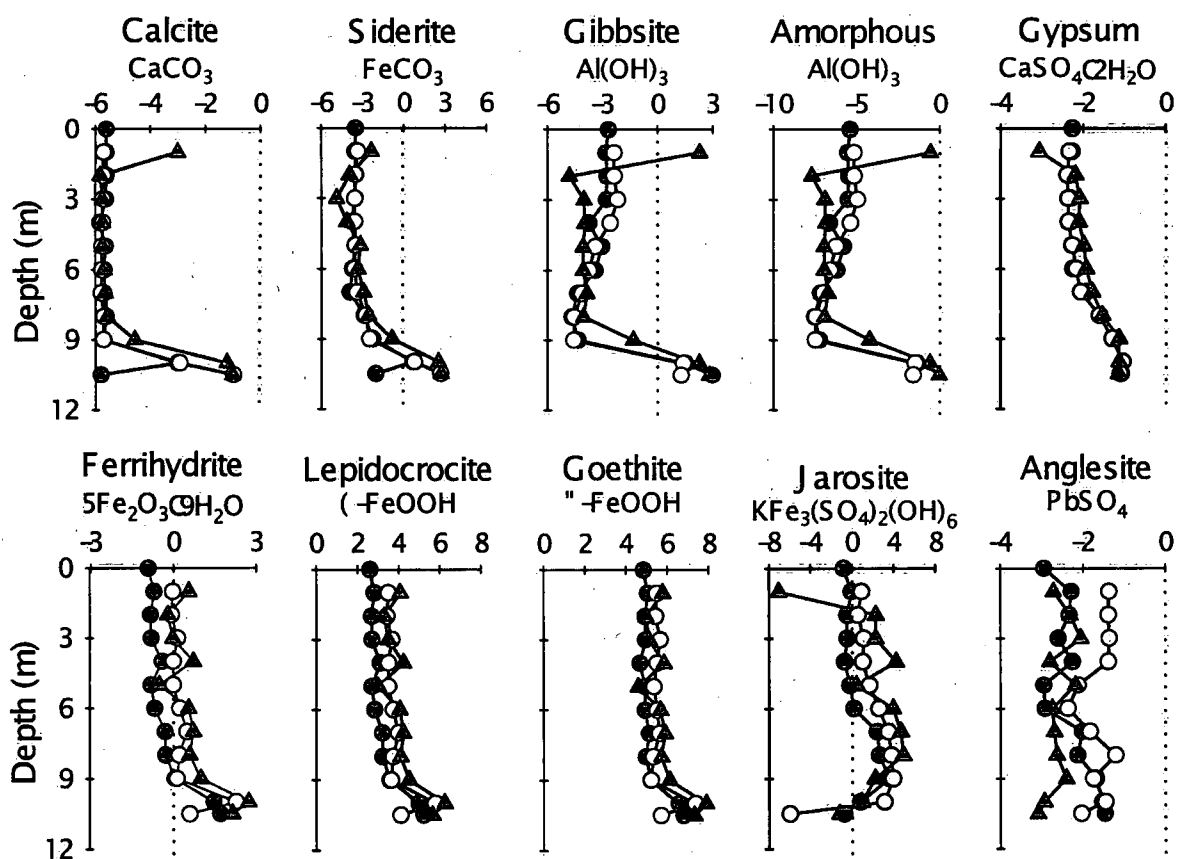 Calcite Siderite Gibbsite Amorphous Gypsum
CaCO3 FeCO3 Al(OH)3 Al(OH)3 CaSO4C2H2O
-6 -4 -2 0 -6 -3 0 3 6 -6 -3 0 3 -10 -5 0 -4 -2 0
0
3
6
9
12
Depth (m)
Ferrihydrite Lepidocrocite Goethite Jarosite Anglesite
5Fe2O3C9H2O ( -FeOOH " -FeOOH KFe3(SO4)2(OH)6 PbSO4
-3 0 3 0 2 4 6 8 0 2 4 6 8 -8 -4 0 4 8 -4 -2 0
0
3
6
9
12
Depth (m)